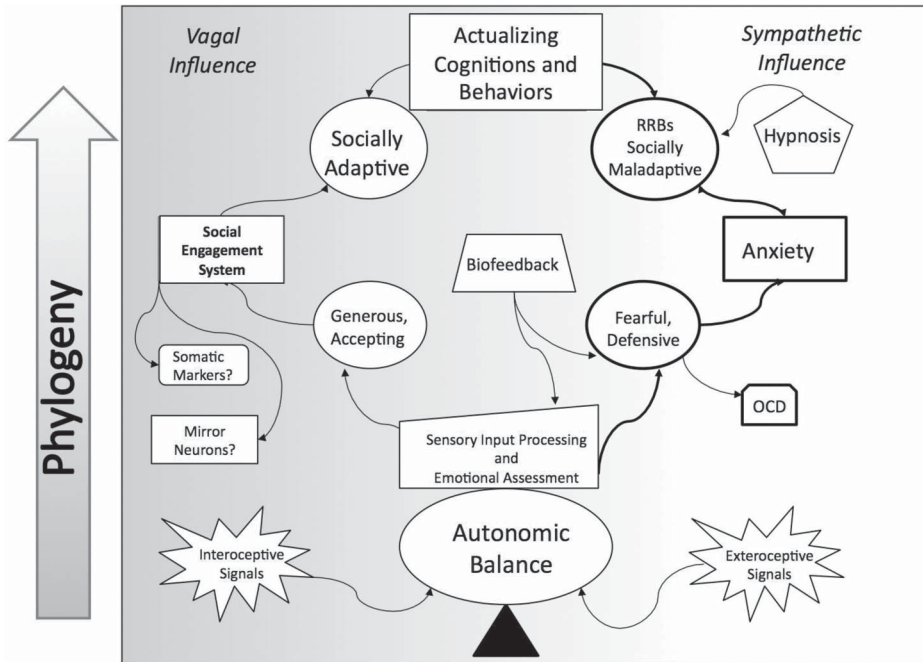 Vagal
Influence
Actualizing
Cognitions and
Behaviors
Sympathetic
Influence
Socially
Adaptive
RRBs
Socially
Maladaptive
Hypnosis
Social
Engagement
System
Biofeedback
Anxiety
Generous,
Accepting
Fearful,
Defensive
Somatic
Markers?
OCD
Mirror
Neurons?
Sensory Input Processing
and
Emotional Assessment
Interoceptive
Signals
Autonomic
Balance
Exteroceptive
Signals
Phylogeny